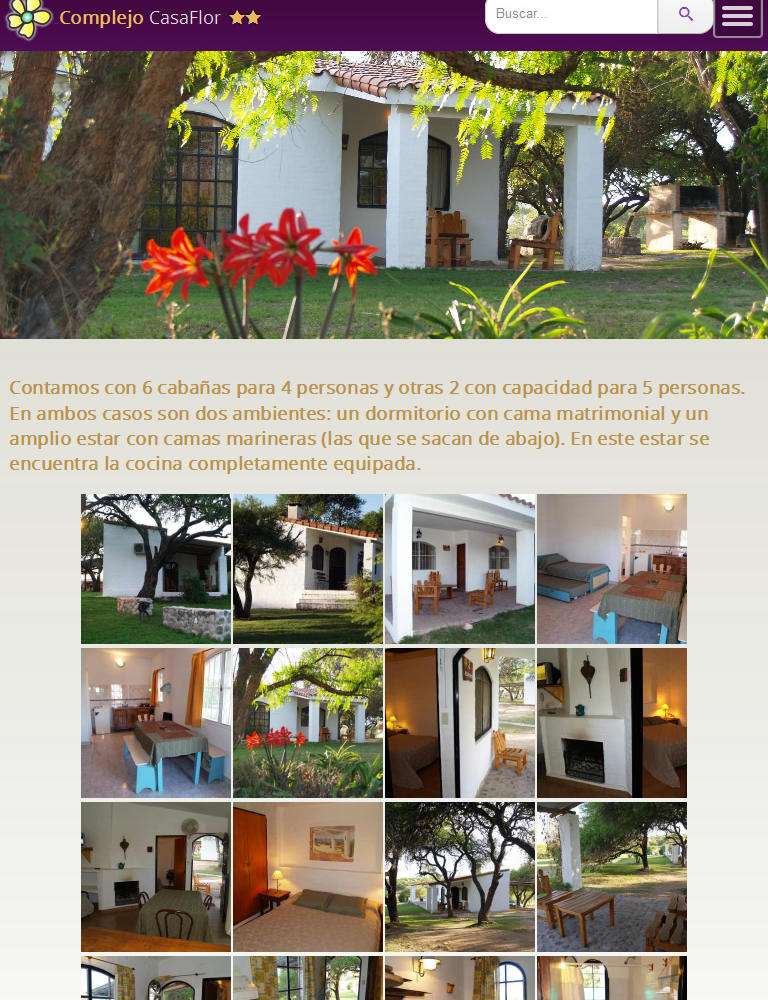 Complejo CasaFlor
Buscar...
Contamos con 6 cabañas para 4 personas y otras 2 con capacidad para 5 personas.
En ambos casos son dos ambientes: un dormitorio con cama matrimonial y un
amplio estar con camas marineras (las que se sacan de abajo). En este estar se
encuentra la cocina completamente equipada.